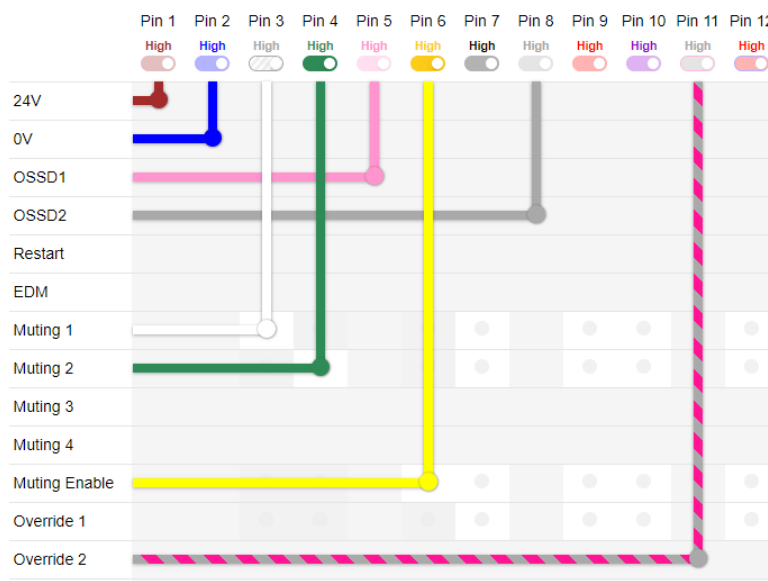 Pin 1 Pin 2 Pin 3 Pin 4 Pin 5 Pin 6 Pin 7 Pin 8 Pin 9 Pin 10 Pin 11 Pin 12
High High High High High High High High High High High High
24V
0V
OSSD1
OSSD2
Restart
EDM
Muting 1
Muting 2
Muting 3
Muting 4
Muting Enable
Override 1
Override 2